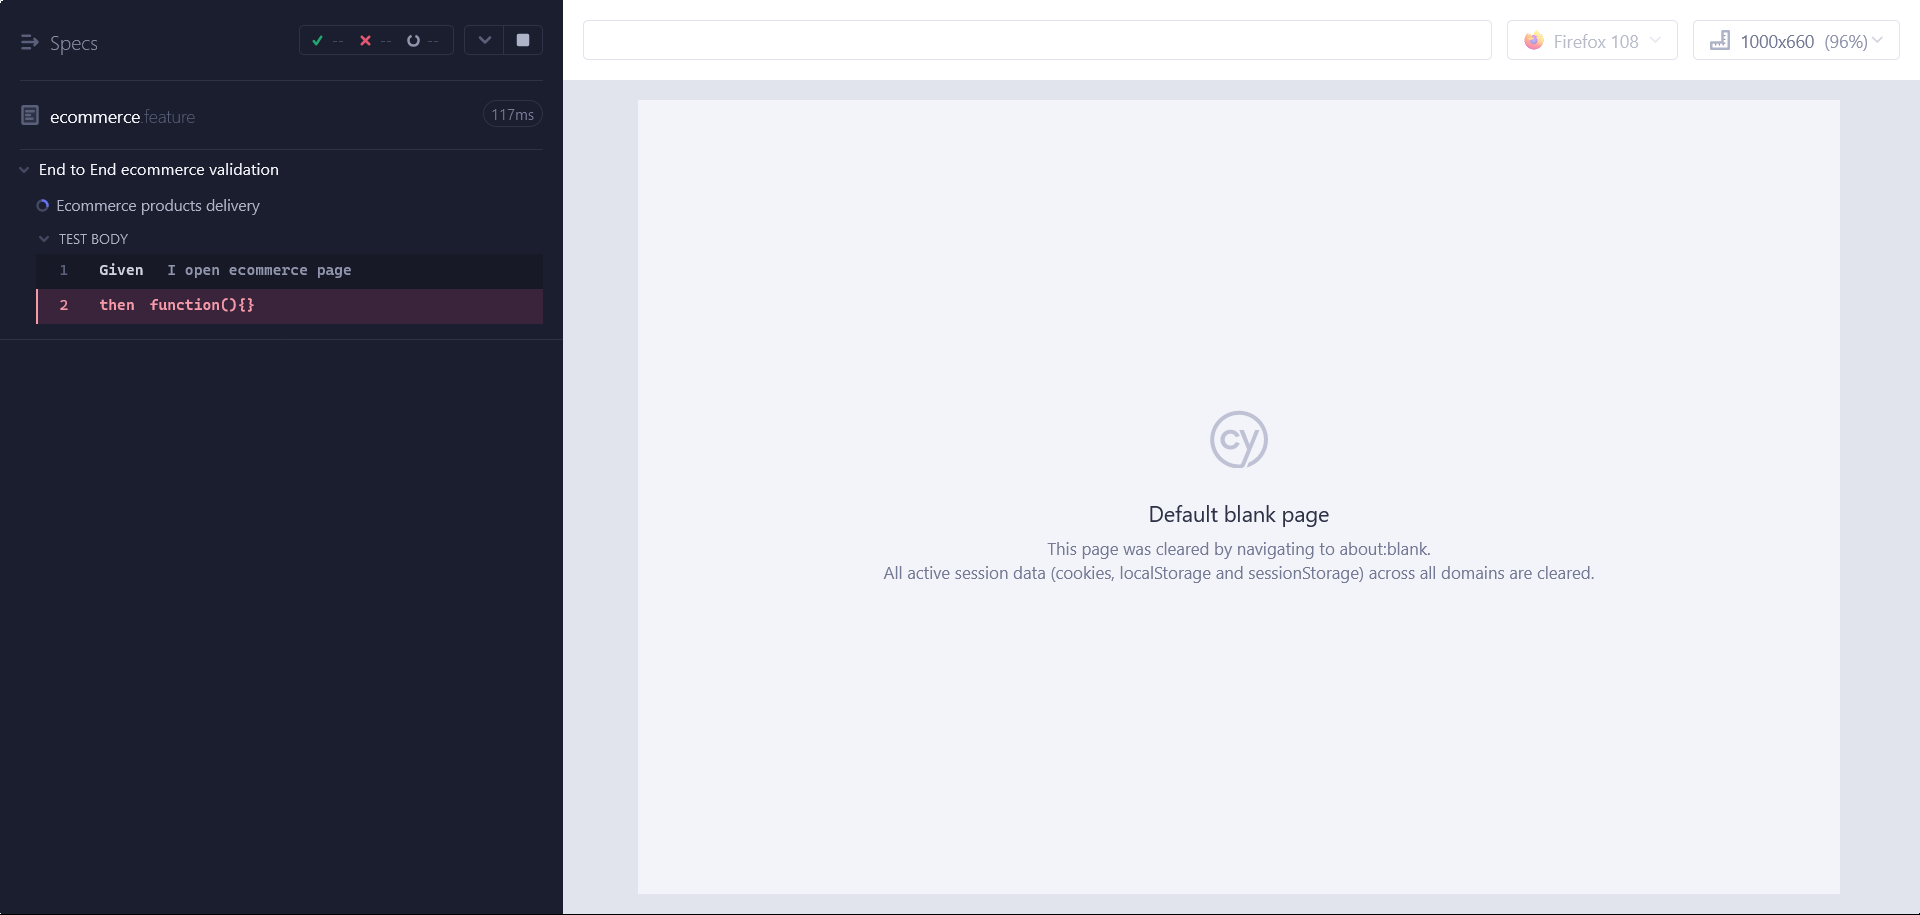 Specs
-- -- --
Firefox 108
1000x660 (96%)
ecommerce.feature
117ms
End to End ecommerce validation
Ecommerce products delivery
TEST BODY
1 Given I open ecommerce page
2 then function(){}
cy
Default blank page
This page was cleared by navigating to about:blank.
All active session data (cookies, localStorage and sessionStorage) across all domains are cleared.